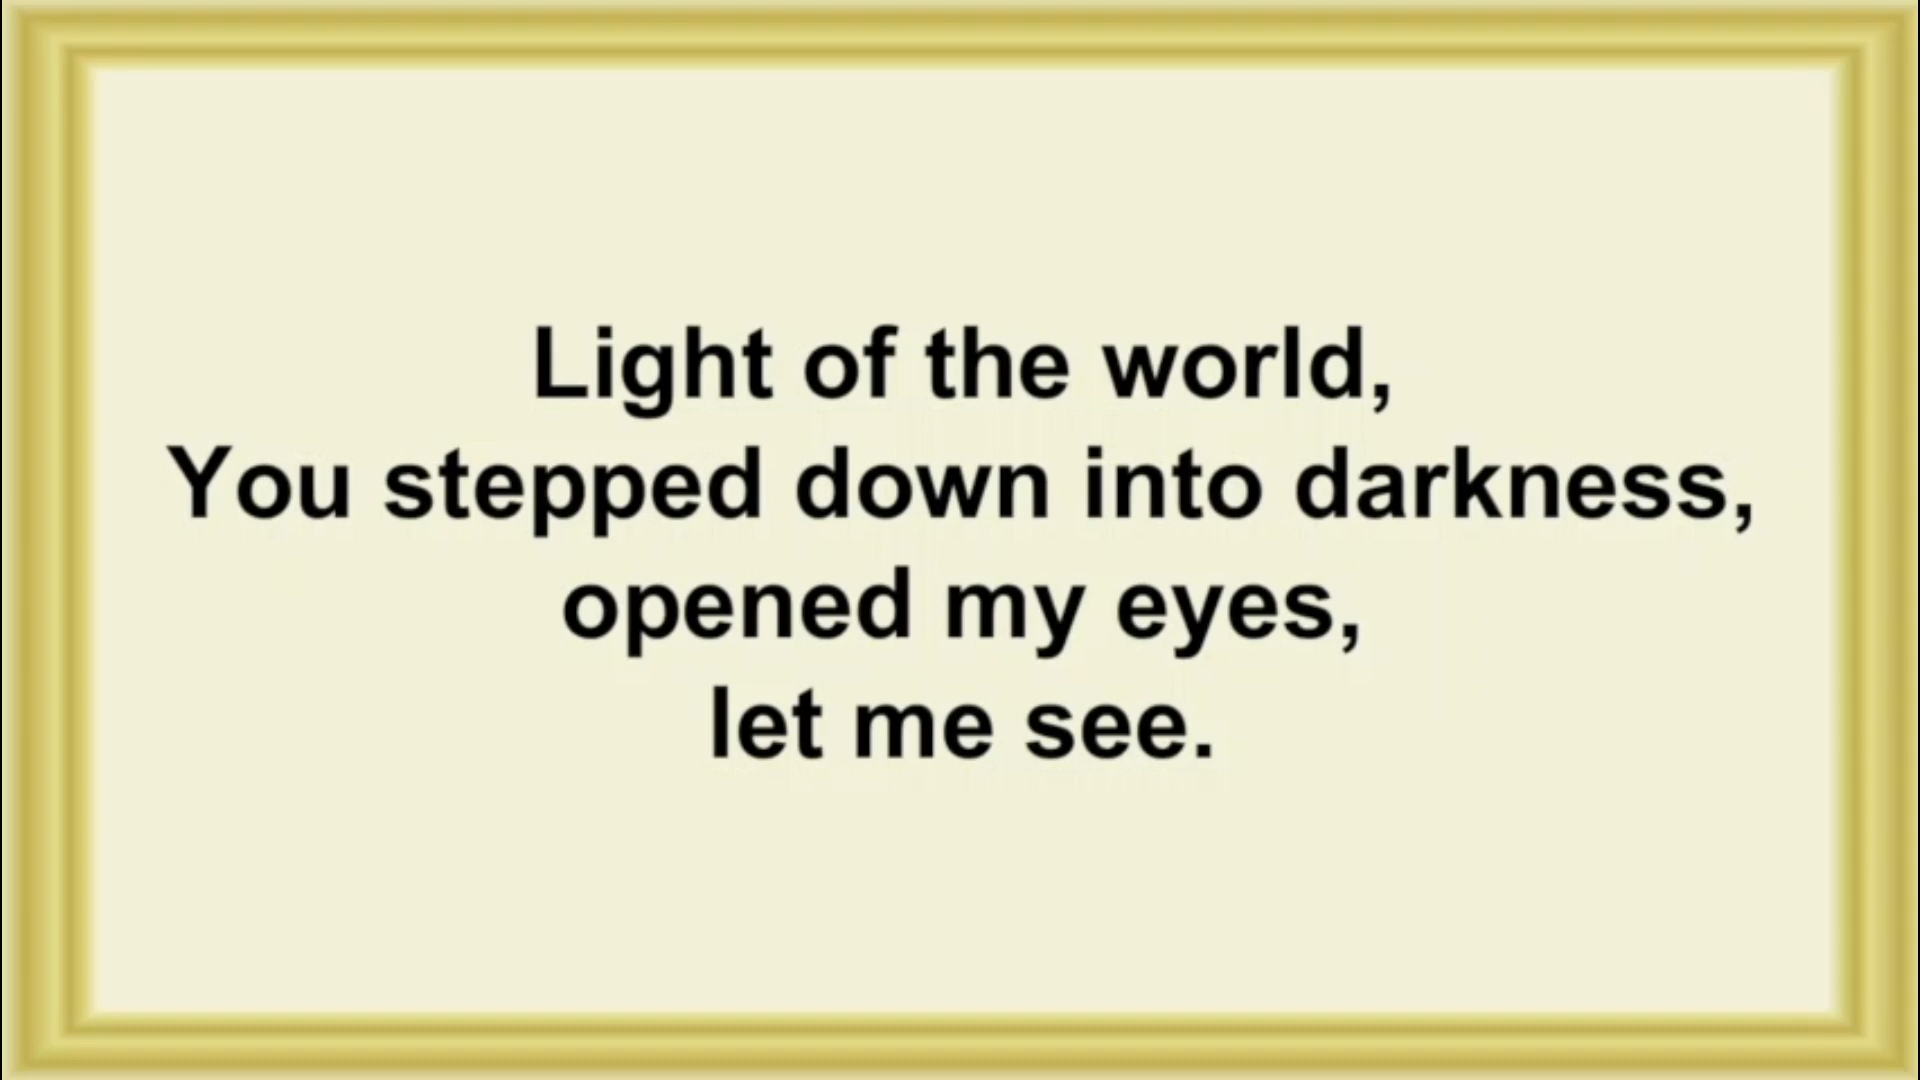 Light of the world,
You stepped down into darkness,
opened my eyes,
let me see.